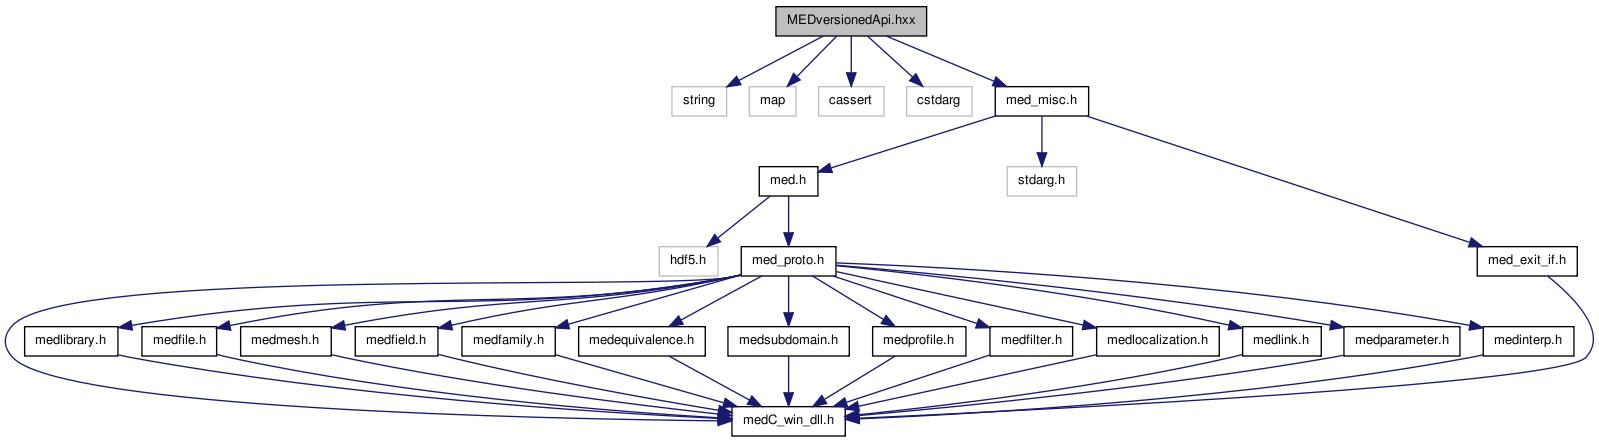 MEDversionedApi.hxx
string
map
cassert
cstdarg
med_misc.h
med.h
stdarg.h
hdf5.h
med_proto.h
med_exit_if.h
medlibrary.h
medfile.h
medmesh.h
medfield.h
medfamily.h
medequivalence.h
medsubdomain.h
medprofile.h
medfilter.h
medlocalization.h
medlink.h
medparameter.h
medinterp.h
medC_win_dll.h